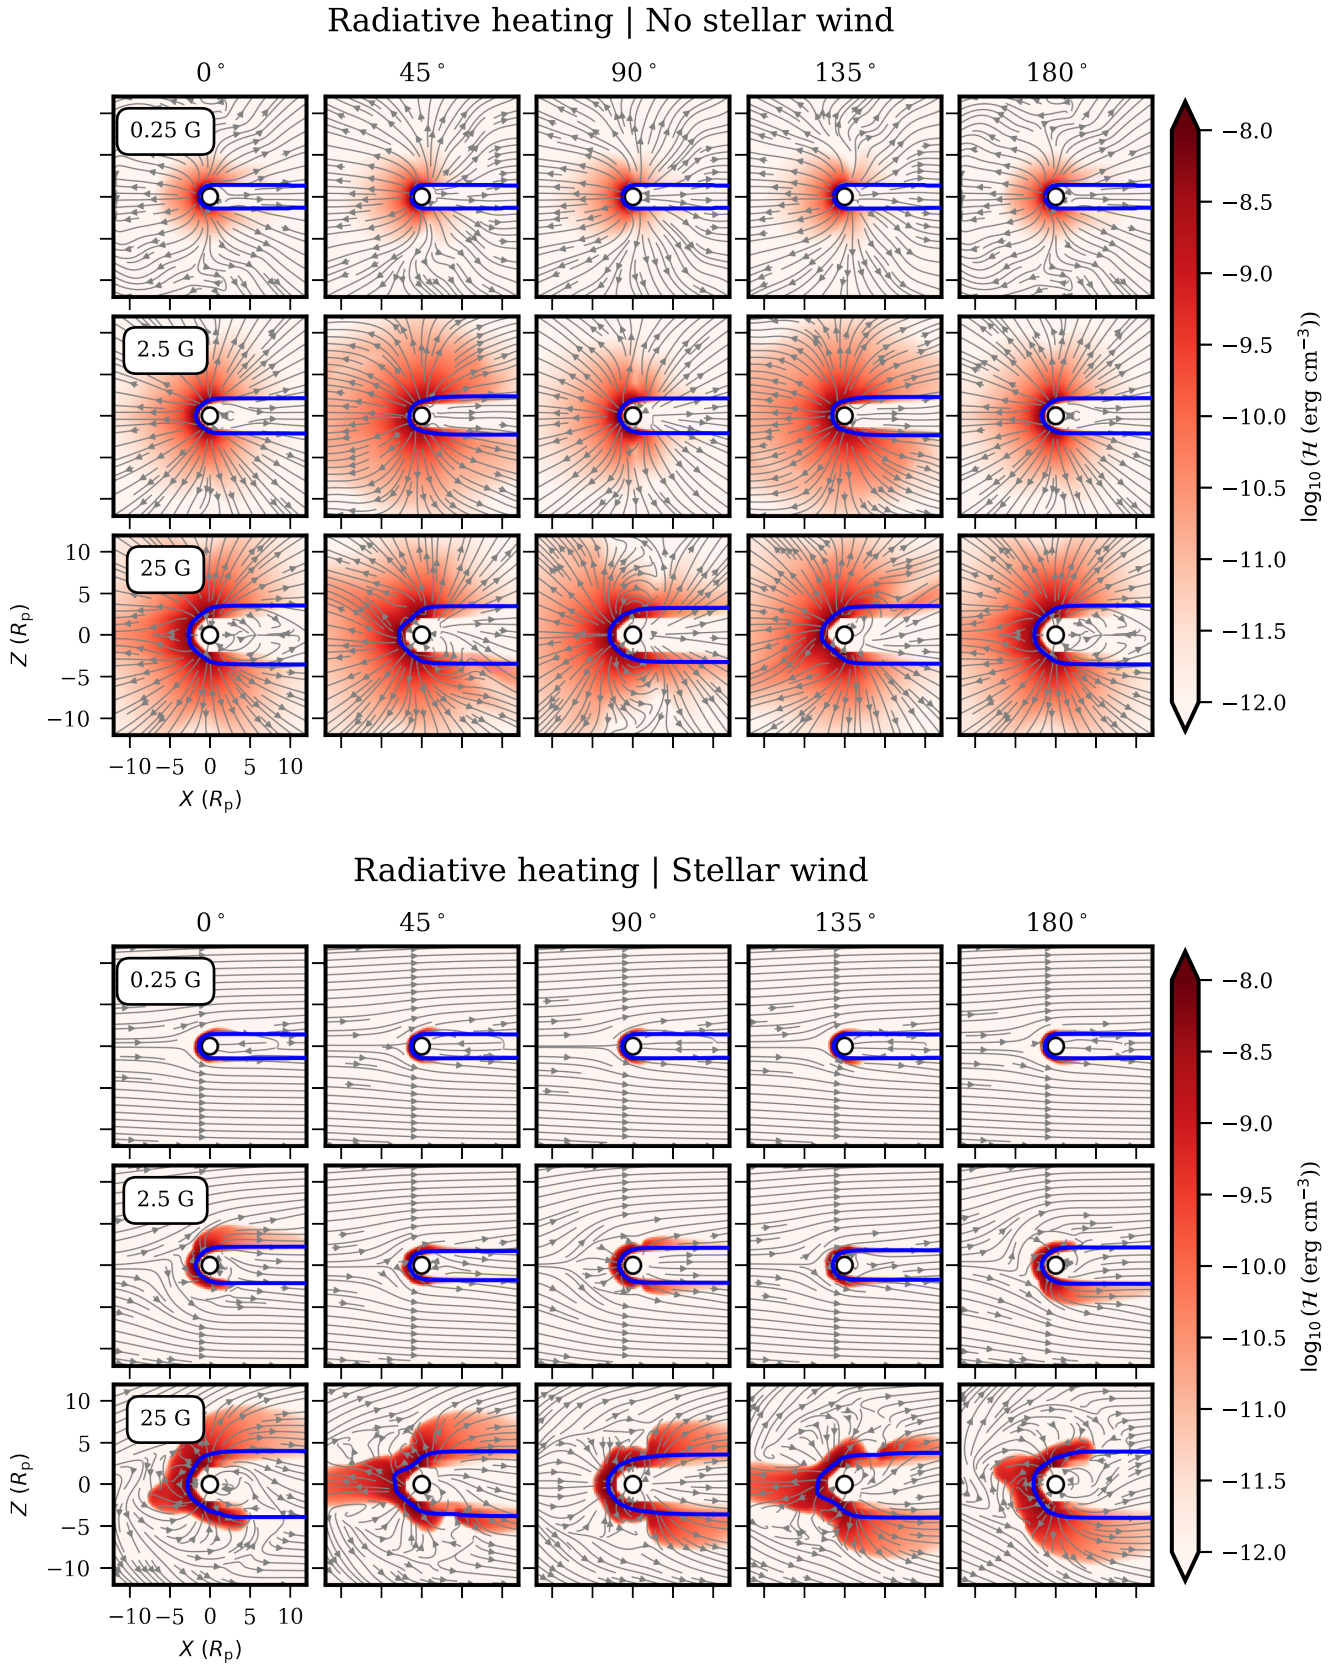 Radiative heating | No stellar wind
0° 45° 90° 135° 180°
0.25 G
2.5 G
25 G
10
5
0
−5
−10
Z (Rp)
−10 −5 0 5 10
X (Rp)
−8.0
−8.5
−9.0
−9.5
−10.0
−10.5
−11.0
−11.5
−12.0
log10 (ℋ (erg cm−3))
Radiative heating | Stellar wind
0° 45° 90° 135° 180°
0.25 G
2.5 G
25 G
10
5
0
−5
−10
Z (Rp)
−10 −5 0 5 10
X (Rp)
−8.0
−8.5
−9.0
−9.5
−10.0
−10.5
−11.0
−11.5
−12.0
log10 (ℋ (erg cm−3))